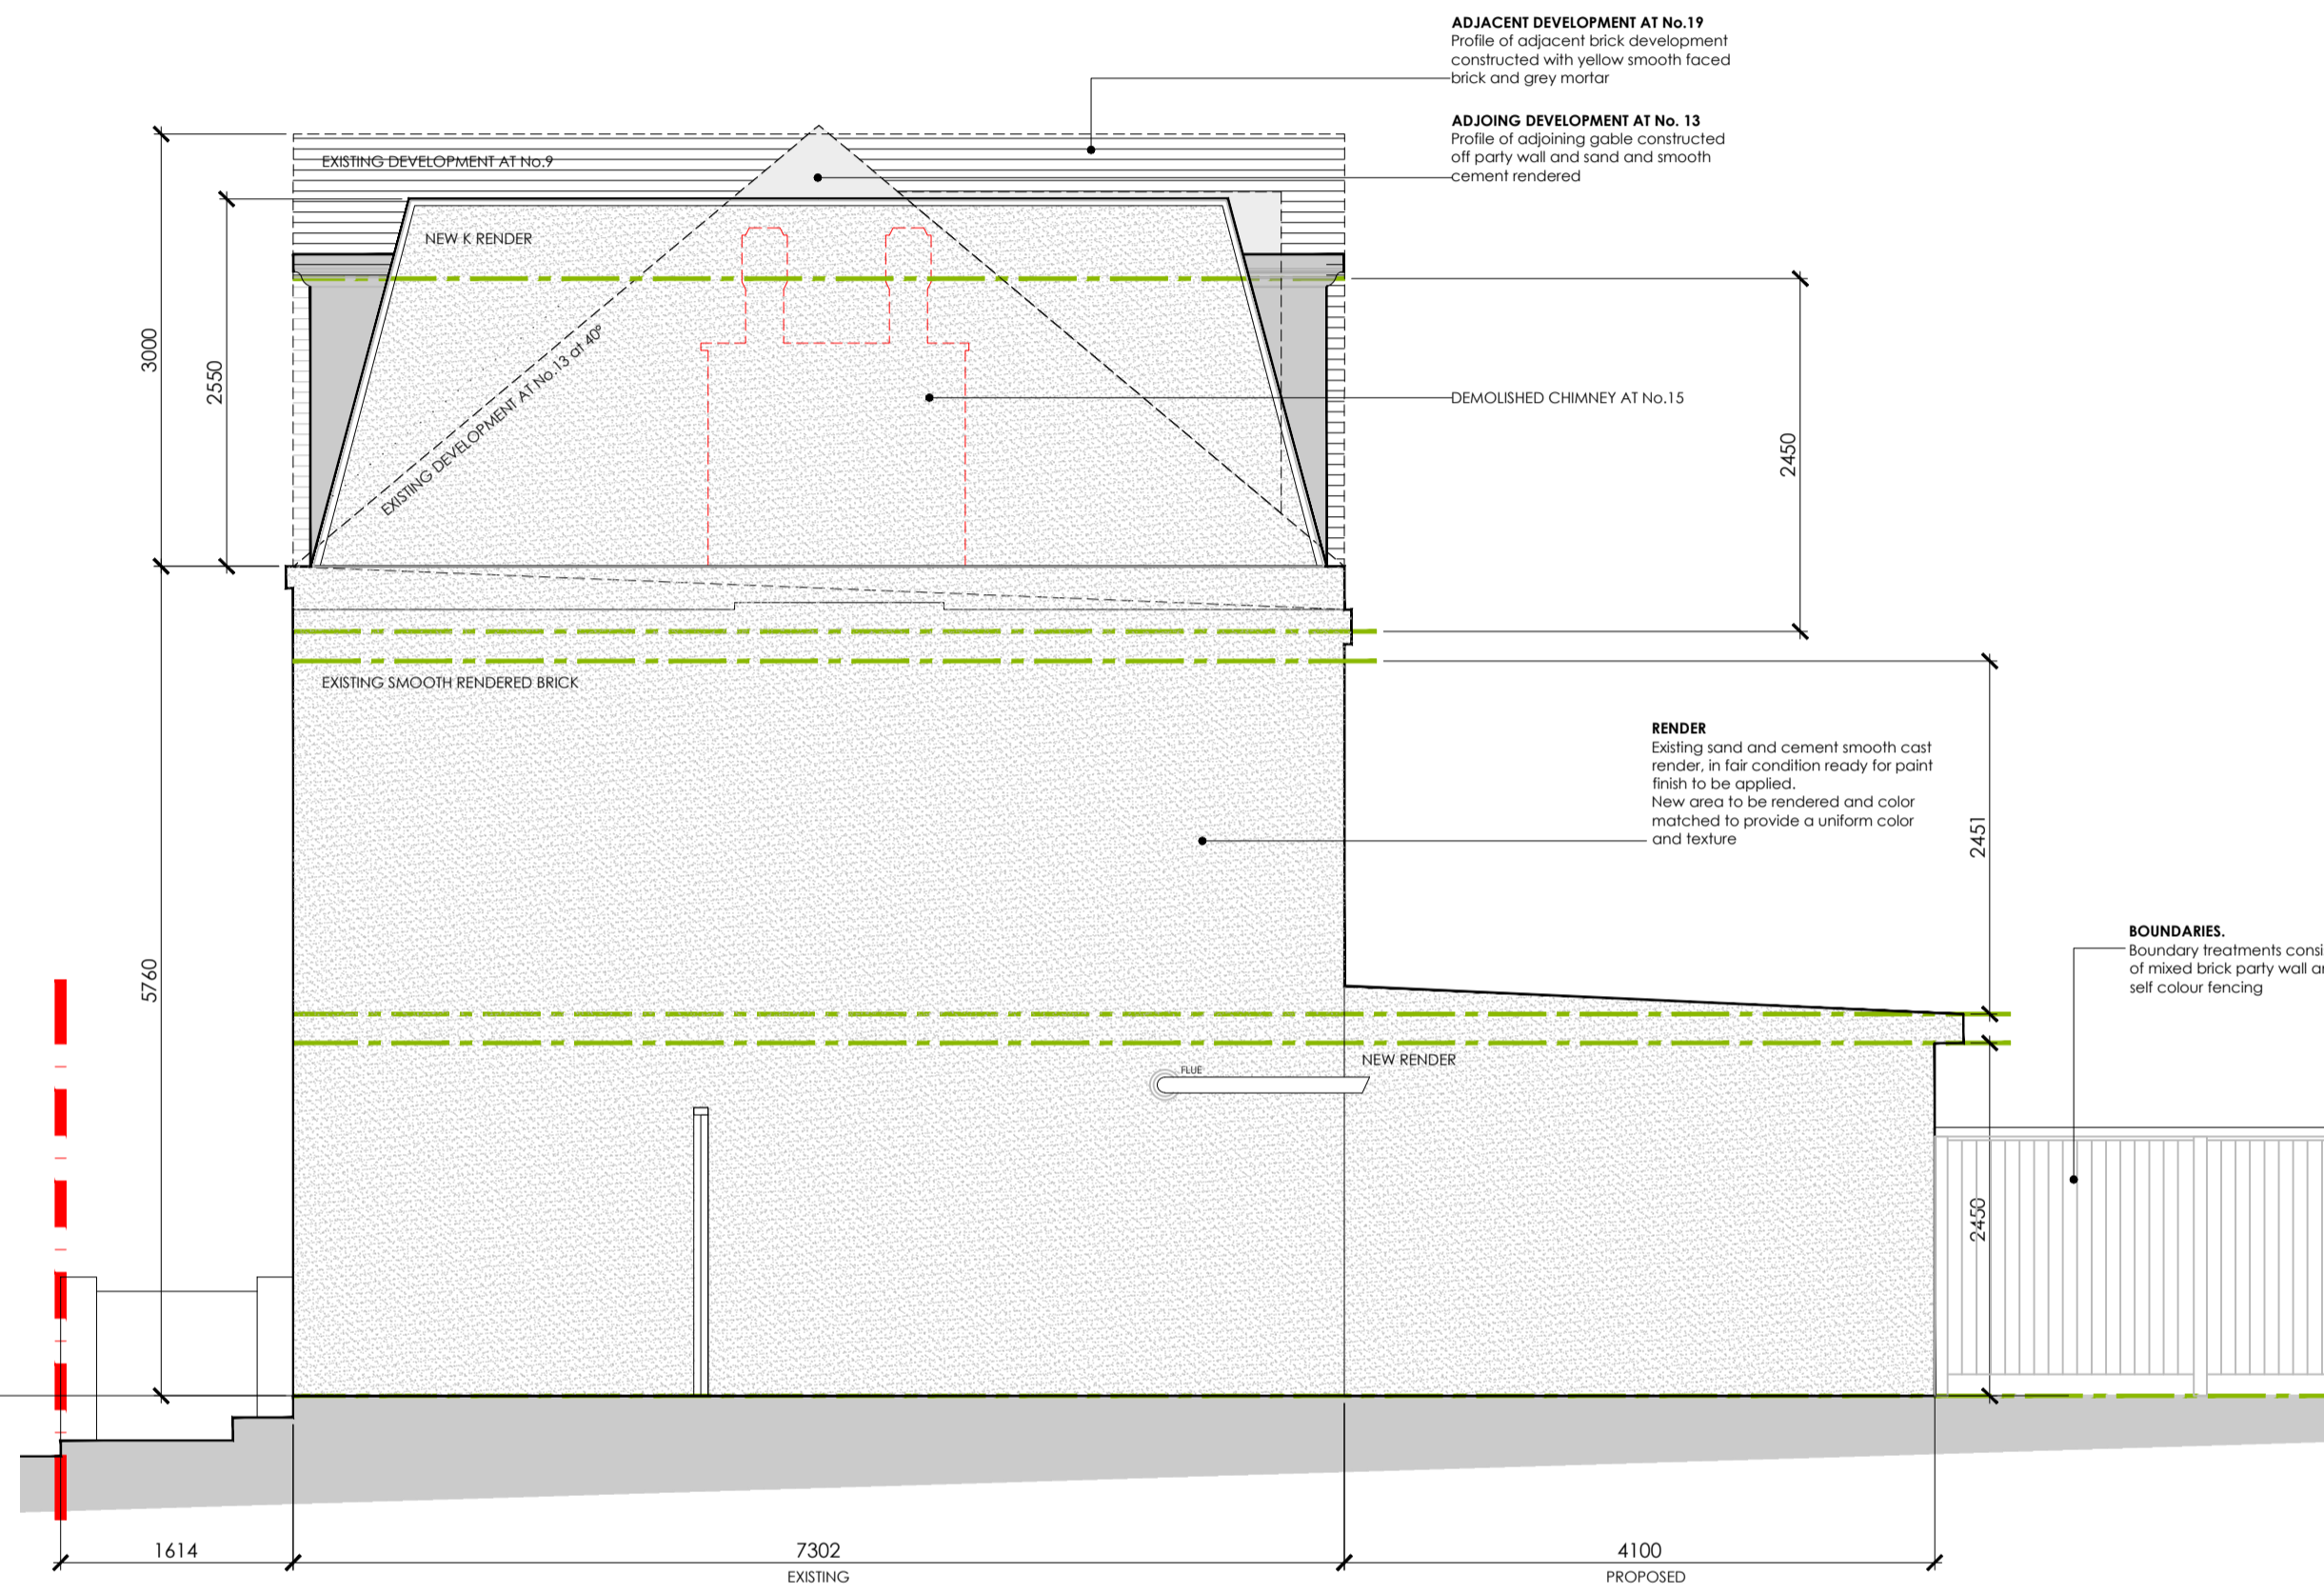 ADJACENT DEVELOPMENT AT No.19
Profile of adjacent brick development
constructed with yellow smooth faced
brick and grey mortar
ADJOING DEVELOPMENT AT No. 13
Profile of adjoining gable constructed
off party wall and sand and smooth
cement rendered
EXISTING DEVELOPMENT AT No.9
NEW K RENDER
3000
2550
EXISTING DEVELOPMENT AT No.13 at 40°
DEMOLISHED CHIMNEY AT No.15
2450
EXISTING SMOOTH RENDERED BRICK
RENDER
Existing sand and cement smooth cast
render, in fair condition ready for paint
finish to be applied.
New area to be rendered and color
matched to provide a uniform color
and texture
2451
BOUNDARIES.
Boundary treatments consi
of mixed brick party wall a
self colour fencing
5760
NEW RENDER
FLUE
2450
1614
7302
4100
EXISTING
PROPOSED